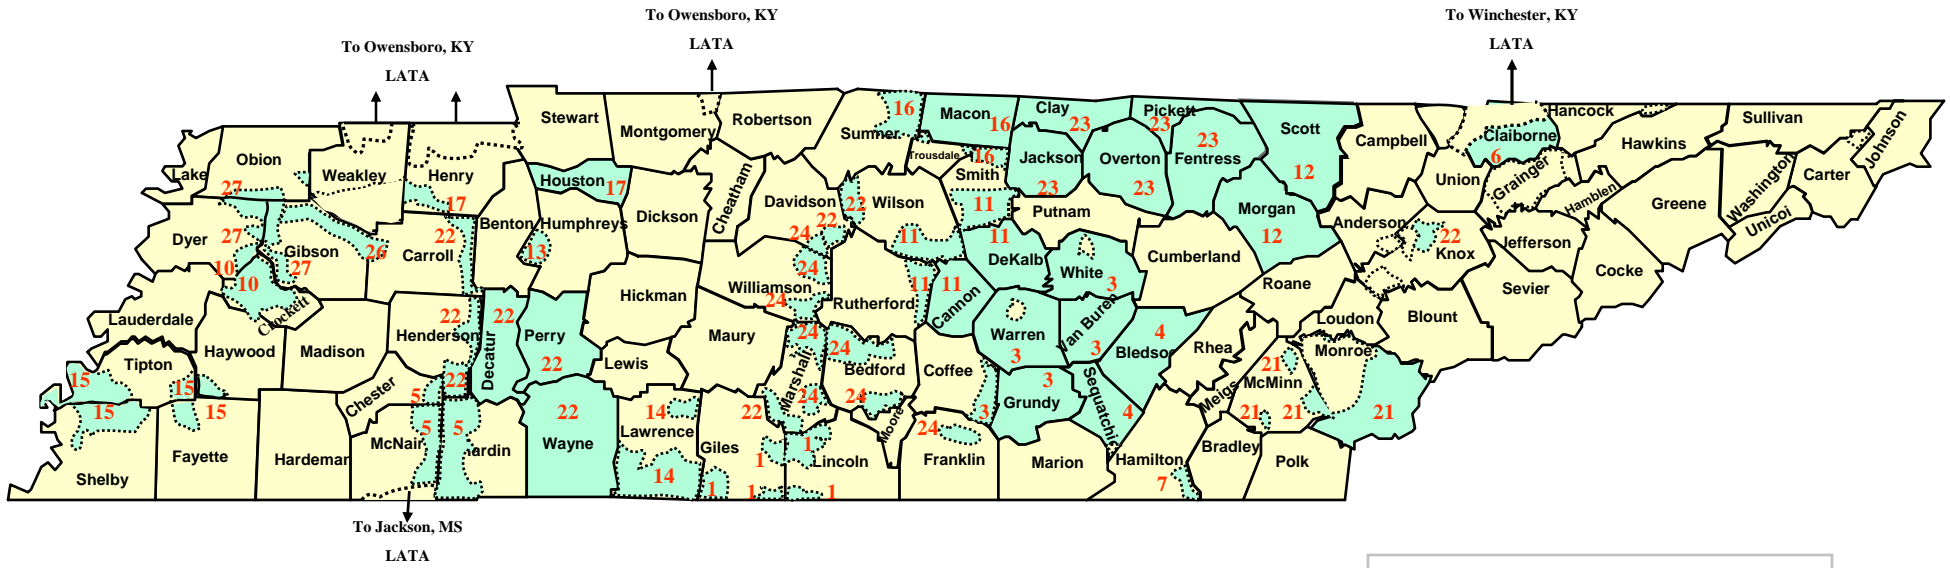 To Owensboro, KY
LATA
To Owensboro, KY
LATA
To Winchester, KY
LATA
Lake
Obion
27
Weakley
Henry
17
Stewart
Montgomery
Robertson
Sumner
16
Macon
16
Trousdale
16
Clay
23
Pickett
23
Scott
12
Campbell
Claiborne
6
Hancock
Hawkins
Sullivan
Johnson
Carter
Washington
Unicoi
Greene
Hamblen
Grainger
Union
Houston
17
Dyer
27
10
10
Gibson
27
26
Carroll
22
Benton
Humphreys
13
Dickson
Cheatham
Davidson
22
24
22
Wilson
11
Smith
11
Jackson
23
Overton
23
23
Fentress
Putnam
Morgan
12
Anderson
22
Knox
Jefferson
Cocke
Sevier
Lauderdale
Crockett
Haywood
Madison
Henderson
22
22
Decatur
22
Perry
22
Hickman
Williamson
24
24
Rutherford
11
11
Cannon
11
DeKalb
White
3
Cumberland
Roane
Loudon
Blount
Tipton
15
15
15
15
Chester
5
Lewis
Maury
24
Marshall
24
24
Bedford
24
Coffee
3
Warren
3
Van Buren
3
4
Bledsoe
Rhea
Meigs
21
McMinn
21
21
Monroe
21
Shelby
Fayette
Hardeman
McNair
5
5
ardin
22
Wayne
14
Lawrence
14
22
Giles
1
1
1
1
Lincoln
1
Moore
24
Franklin
3
Grundy
Sequatchie
4
Marion
Hamilton
7
Bradley
Polk
To Jackson, MS
LATA